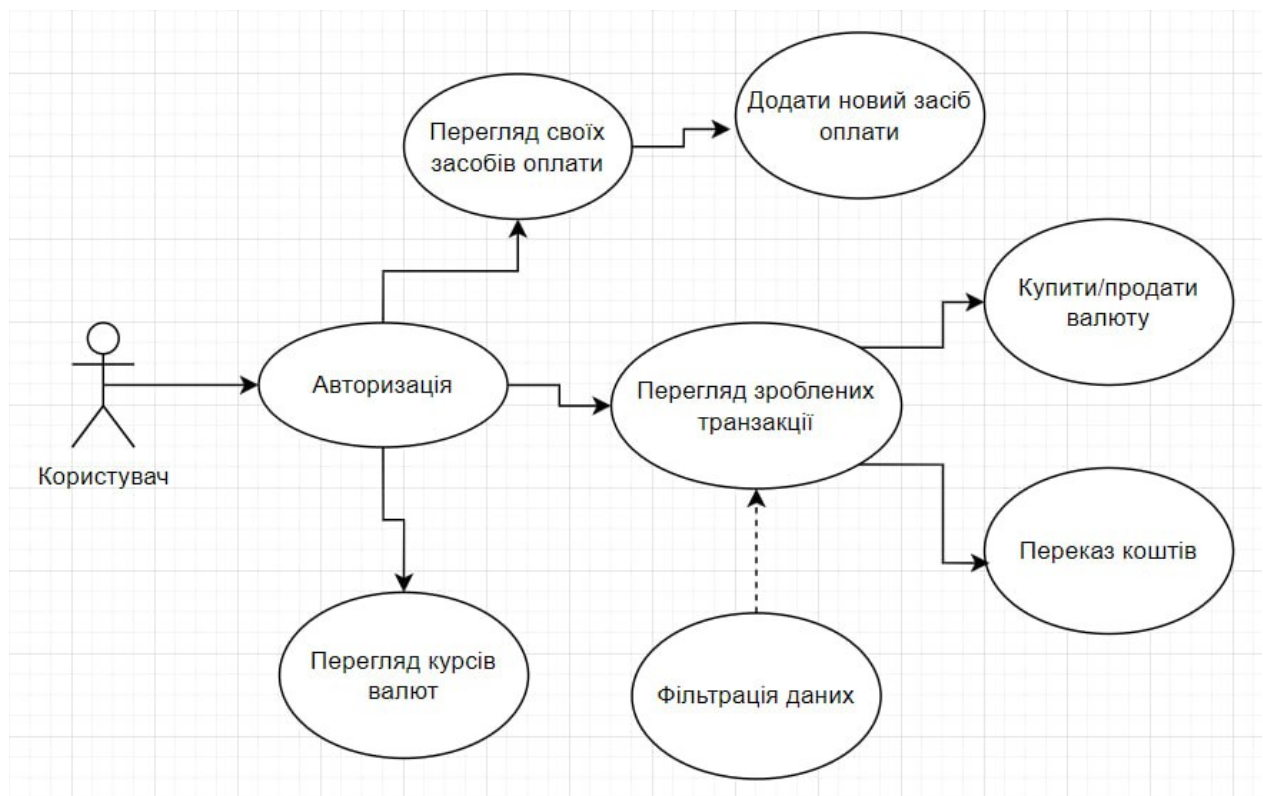 Додати новий засіб
оплати
Перегляд своїх
засобів оплати
Купити/продати
валюту
Авторизація
Перегляд зроблених
транзакції
Користувач
Переказ коштів
Перегляд курсів
валют
Фільтрація даних